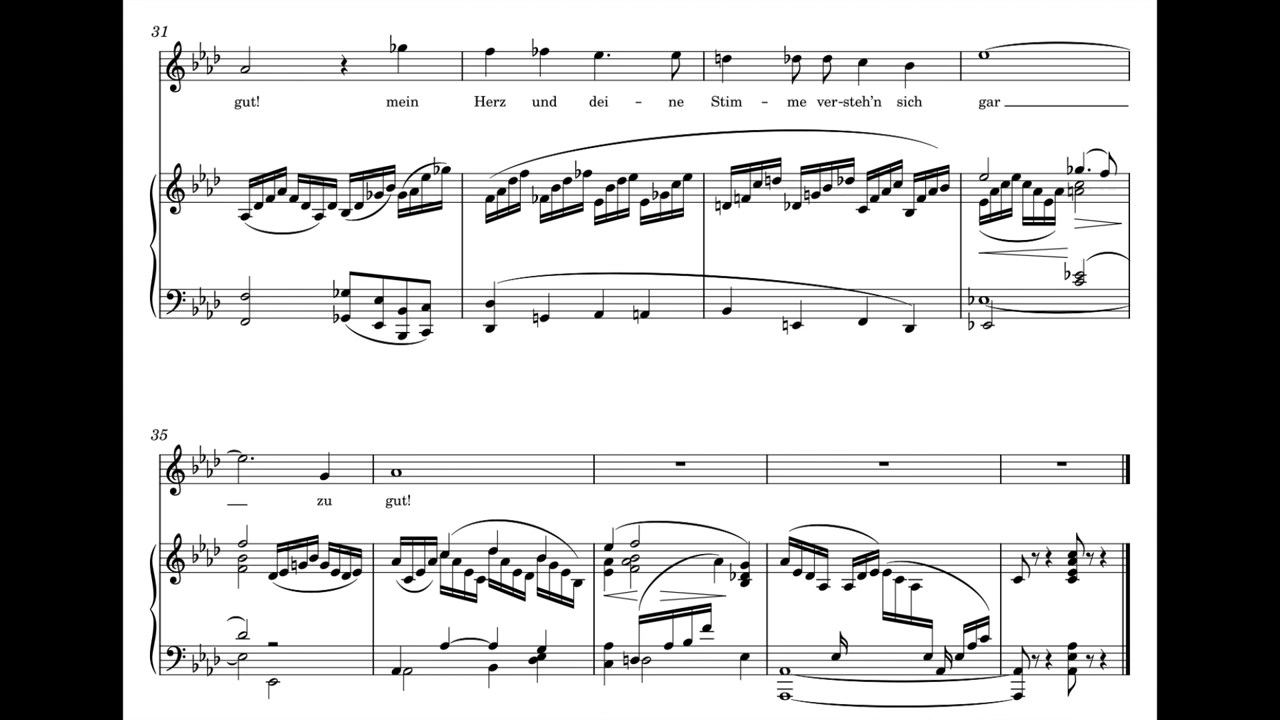 31
gut! mein Herz und dei - ne Stim - me ver-steh'n sich gar
35
zu gut!